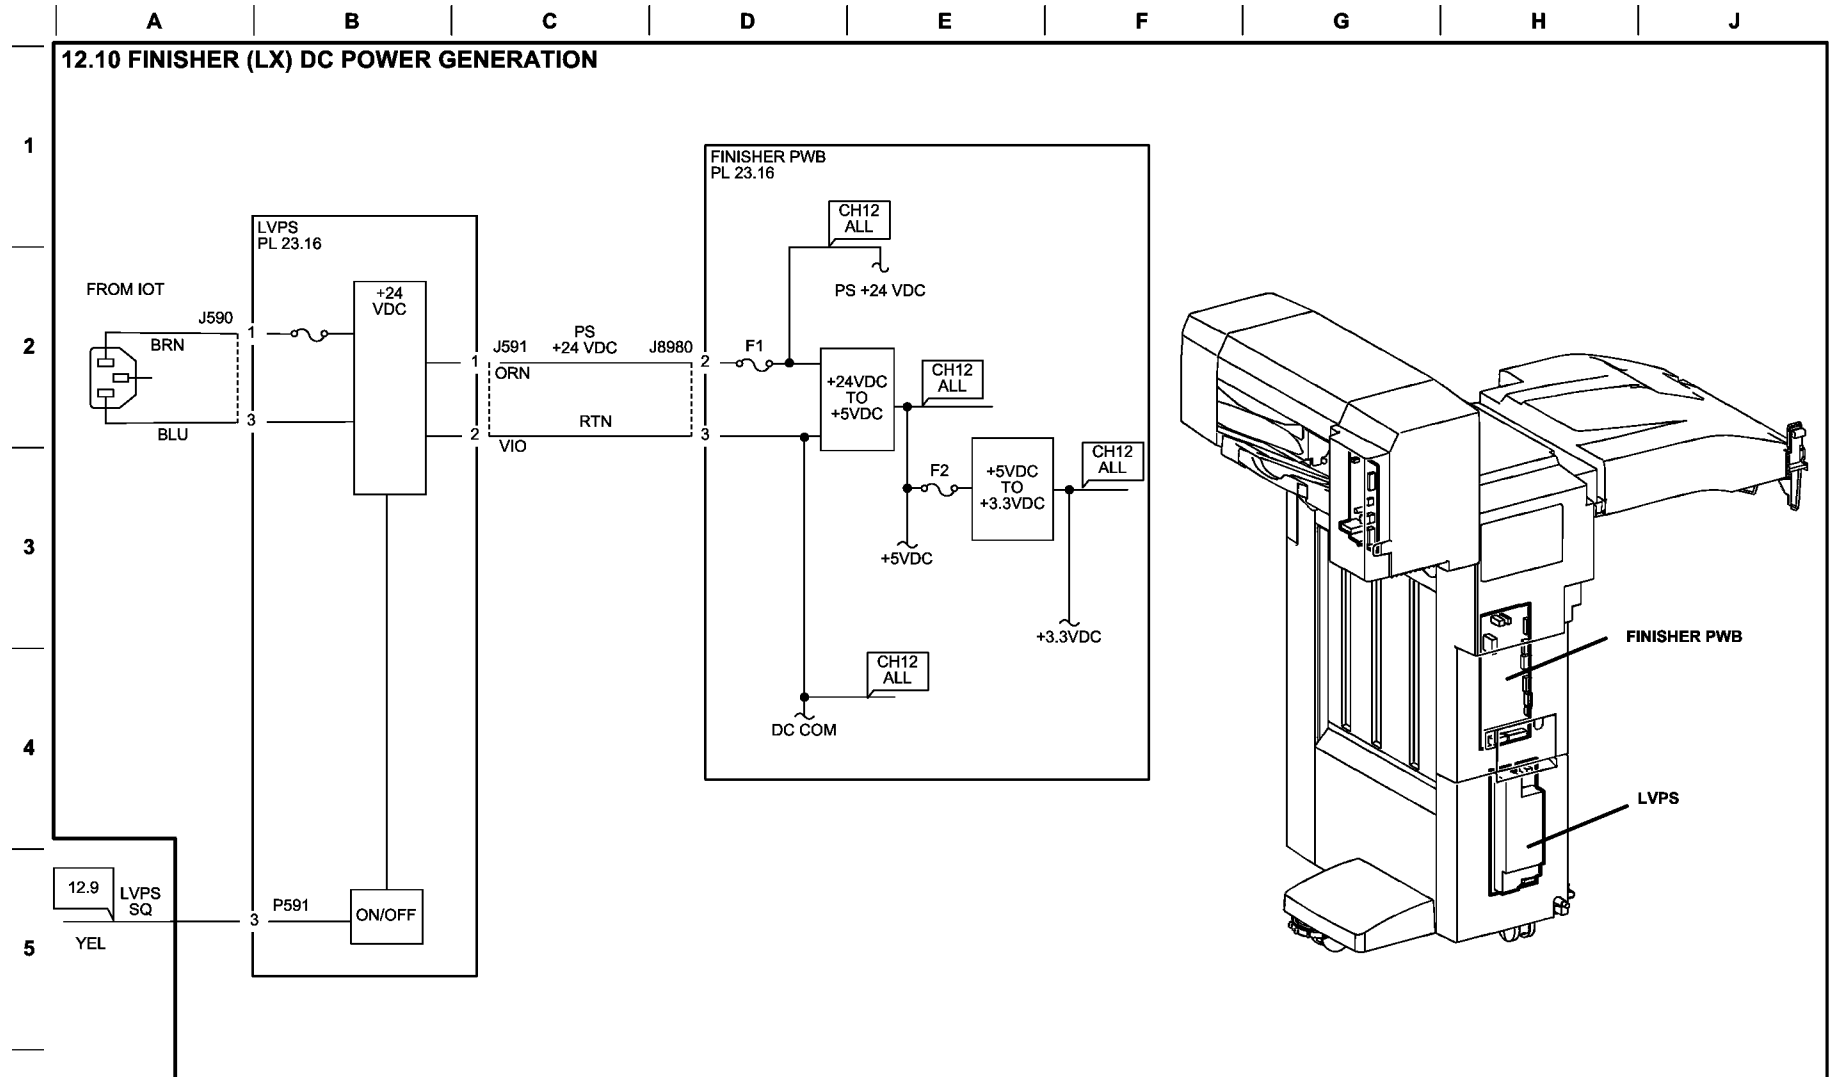 A B C D E F G H J
12.10 FINISHER (LX) DC POWER GENERATION
1
2
3
4
5
FINISHER PWB
PL 23.16
CH12
ALL
PS +24 VDC
LVPS
PL 23.16
FROM IOT
J590
BRN
BLU
1
3
+24
VDC
1
2
J591
PS
+24 VDC
J8980
ORN
RTN
VIO
2
3
F1
+24VDC
TO
+5VDC
CH12
ALL
F2
+5VDC
TO
+3.3VDC
CH12
ALL
+5VDC
+3.3VDC
CH12
ALL
DC COM
12.9
LVPS
SQ
YEL
3
P591
ON/OFF
FINISHER PWB
LVPS